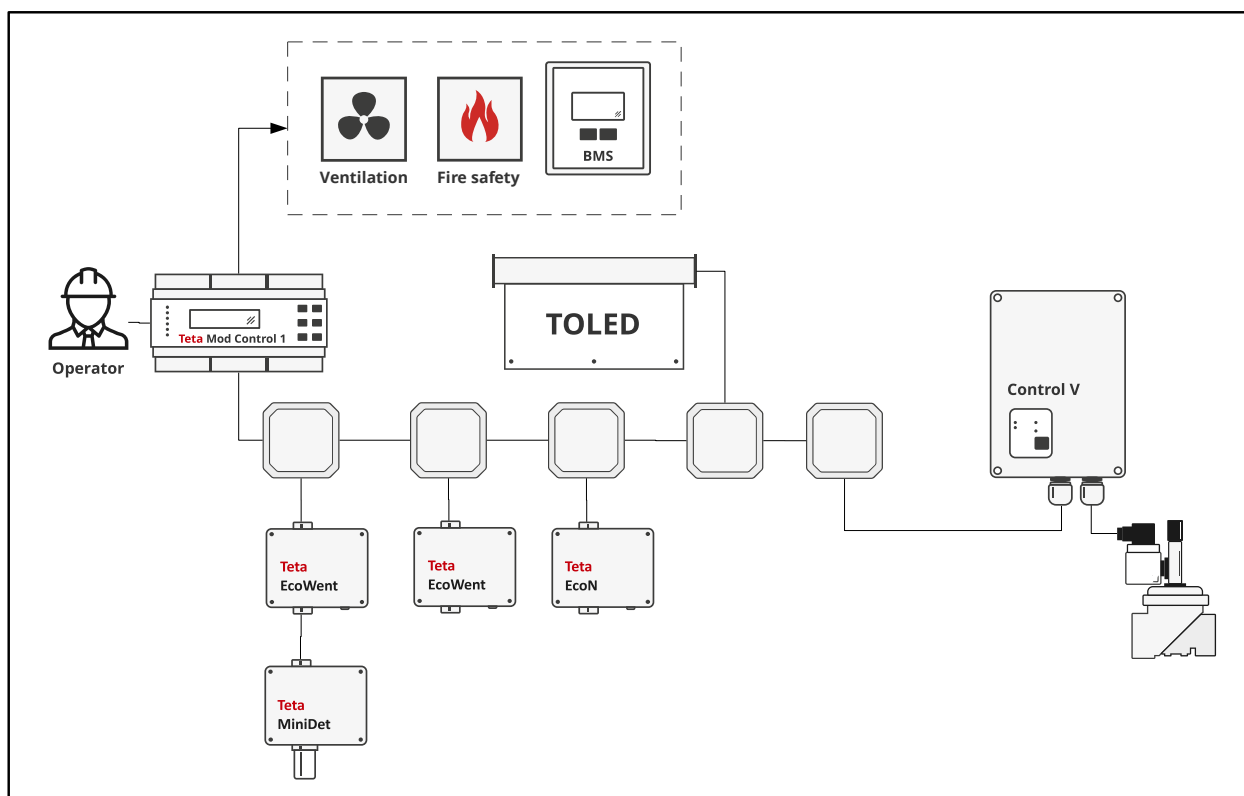 BMS
Ventilation
Fire safety
Teta Mod Control 1
Operator
TOLED
Control V
Teta
EcoWent
Teta
EcoWent
Teta
EcoN
Teta
MiniDet